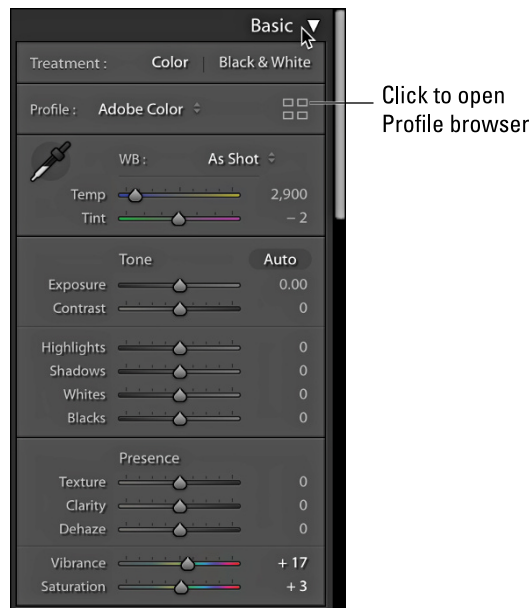 Basic
Treatment : Color Black & White
Profile : Adobe Color
Click to open
Profile browser
WB : As Shot
Temp 2,900
Tint – 2
Tone Auto
Exposure 0.00
Contrast 0
Highlights 0
Shadows 0
Whites 0
Blacks 0
Presence
Texture 0
Clarity 0
Dehaze 0
Vibrance + 17
Saturation + 3